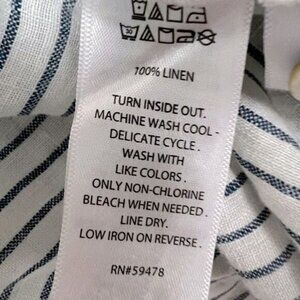 100% LINEN
TURN INSIDE OUT.
MACHINE WASH COOL -
DELICATE CYCLE.
WASH WITH
LIKE COLORS.
ONLY NON-CHLORINE
BLEACH WHEN NEEDED.
LINE DRY.
LOW IRON ON REVERSE.
RN#59478